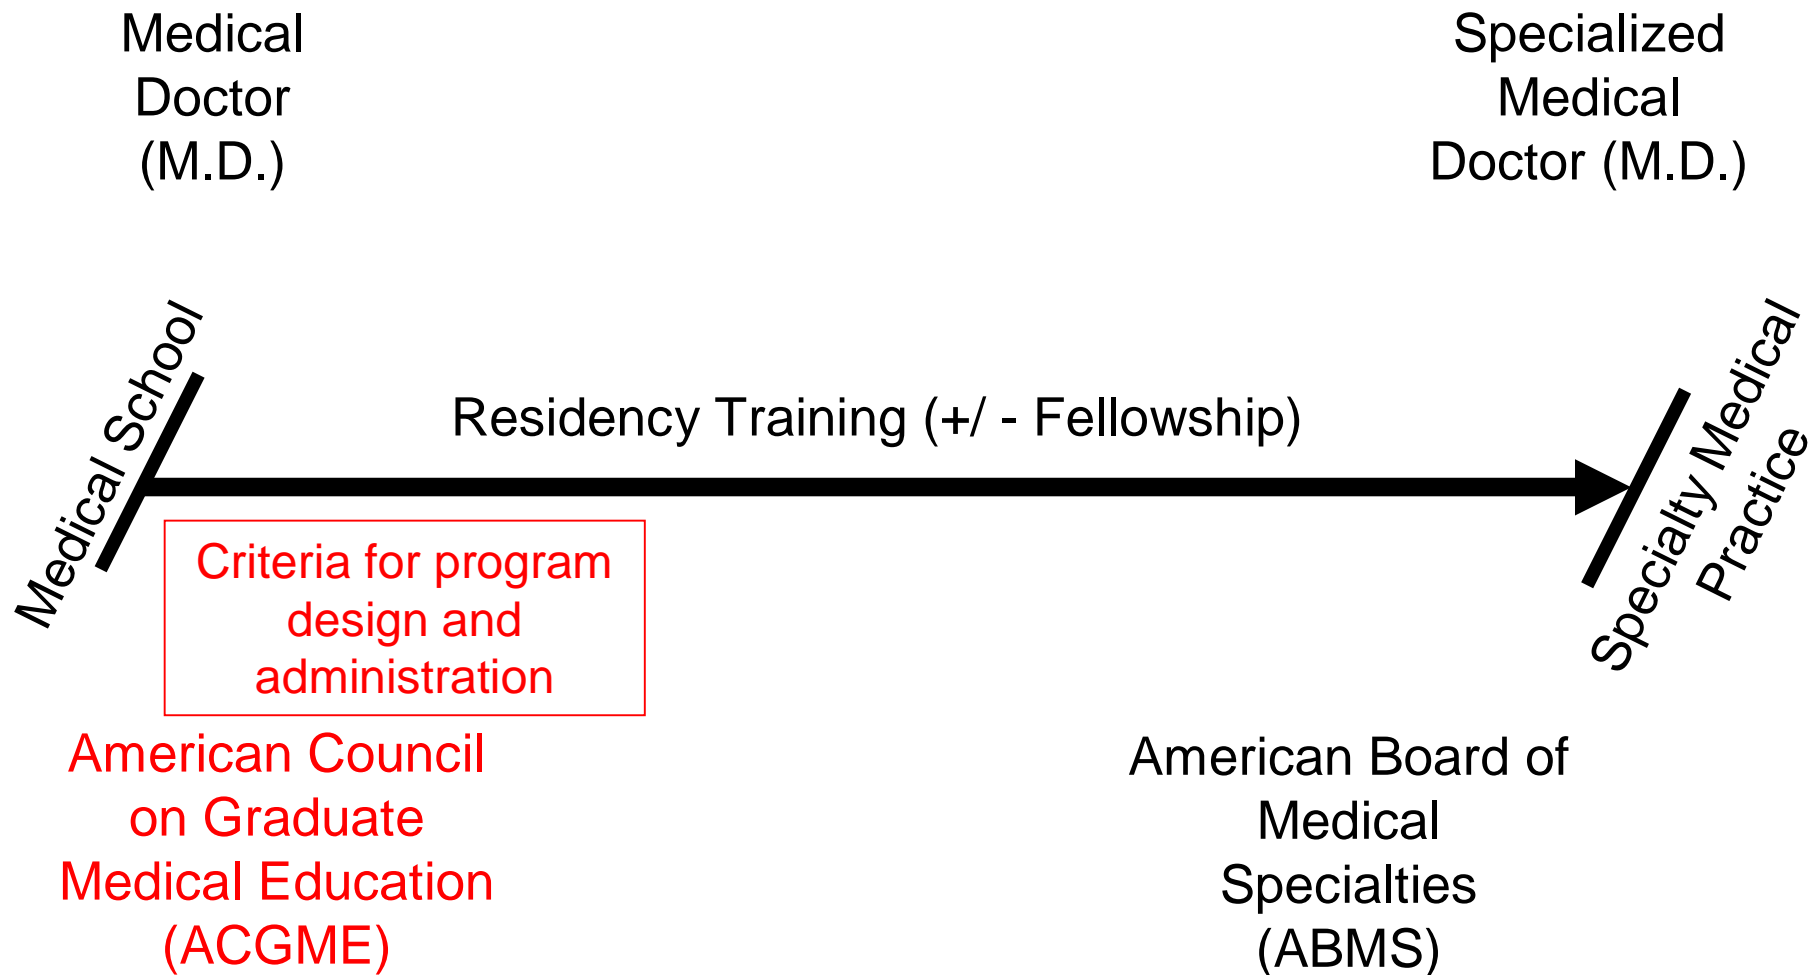 Medical
Doctor
(M.D.)
Specialized
Medical
Doctor (M.D.)
Medical School
Residency Training (+/ - Fellowship)
Specialty Medical
Practice
Criteria for program
design and
administration
American Council
on Graduate
Medical Education
(ACGME)
American Board of
Medical
Specialties
(ABMS)